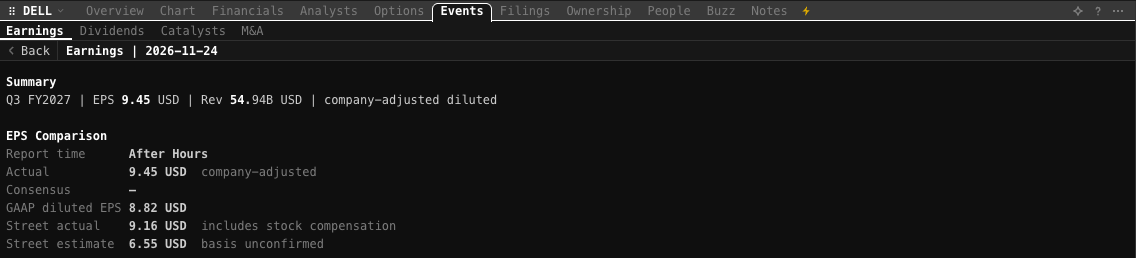 DELL Overview Chart Financials Analysts Options Events Filings Ownership People Buzz Notes ?
Earnings Dividends Catalysts M&A
Back Earnings | 2026-11-24
Summary
Q3 FY2027 | EPS 9.45 USD | Rev 54.94B USD | company-adjusted diluted
EPS Comparison
Report time After Hours
Actual 9.45 USD company-adjusted
Consensus —
GAAP diluted EPS 8.82 USD
Street actual 9.16 USD includes stock compensation
Street estimate 6.55 USD basis unconfirmed